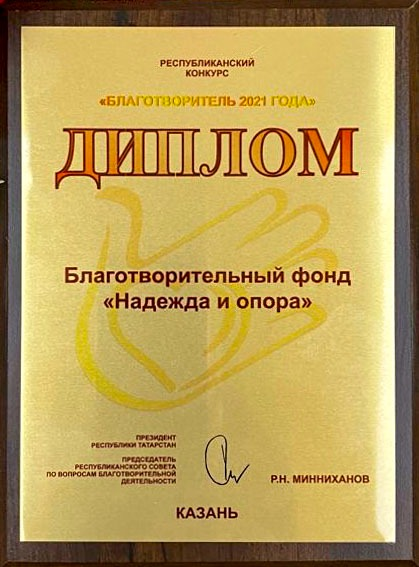 РЕСПУБЛИКАНСКИЙ
КОНКУРС
«БЛАГОТВОРИТЕЛЬ 2021 ГОДА»
ДИПЛОМ
Благотворительный фонд
«Надежда и опора»
ПРЕЗИДЕНТ
РЕСПУБЛИКИ ТАТАРСТАН
ПРЕДСЕДАТЕЛЬ
РЕСПУБЛИКАНСКОГО СОВЕТА
ПО ВОПРОСАМ БЛАГОТВОРИТЕЛЬНОЙ
ДЕЯТЕЛЬНОСТИ
Р.Н. МИННИХАНОВ
КАЗАНЬ